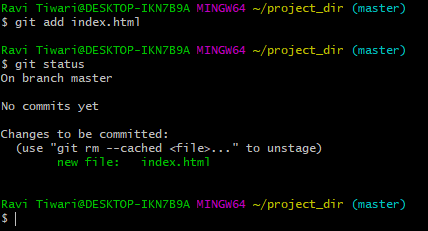 Ravi Tiwari@DESKTOP-IKN7B9A MINGW64 ~/project_dir (master)
$ git add index.html
Ravi Tiwari@DESKTOP-IKN7B9A MINGW64 ~/project_dir (master)
$ git status
On branch master
No commits yet
Changes to be committed:
  (use "git rm --cached <file>..." to unstage)
        new file:   index.html
Ravi Tiwari@DESKTOP-IKN7B9A MINGW64 ~/project_dir (master)
$